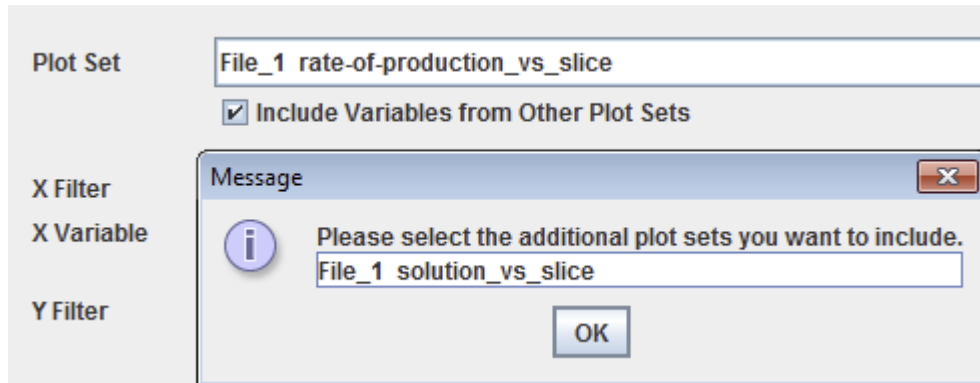 Plot Set
File_1 rate-of-production_vs_slice
Include Variables from Other Plot Sets
Message
X Filter
Please select the additional plot sets you want to include.
X Variable
File_1 solution_vs_slice
Y Filter
OK